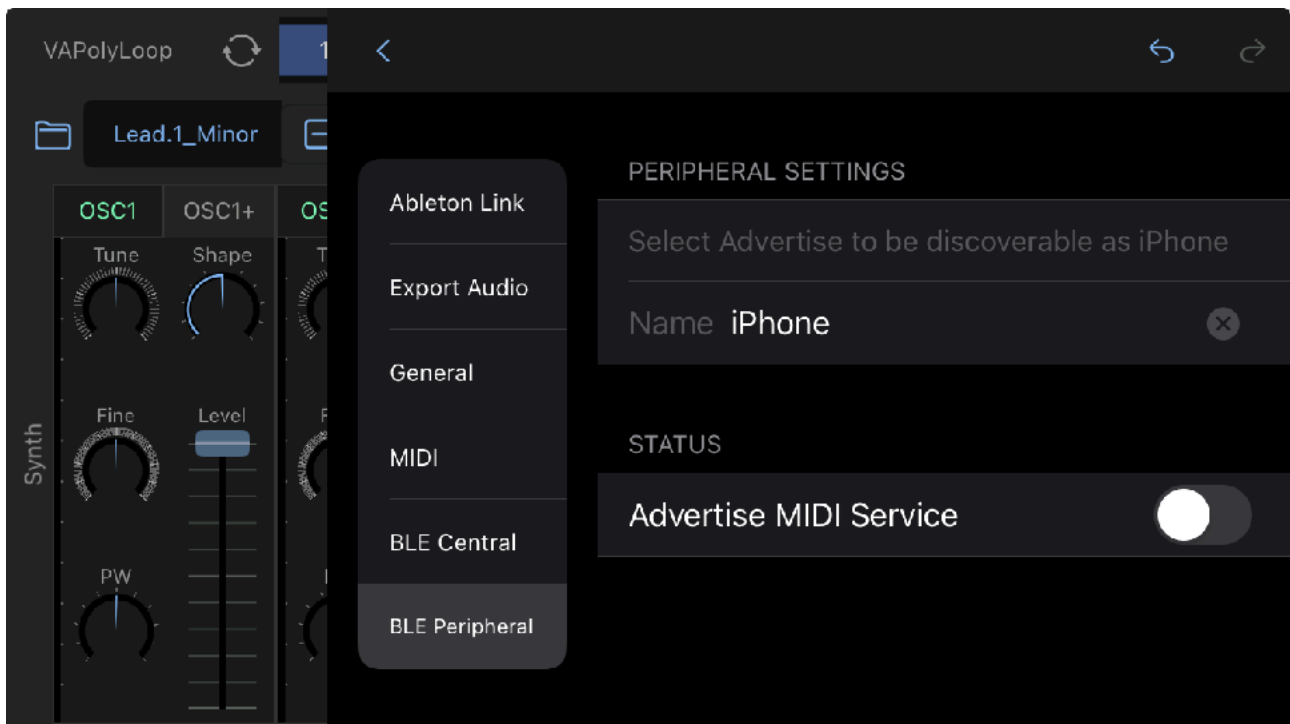 VAPolyLoop
Lead.1_Minor
OSC1 OSC1+
Tune Shape
Fine Level
PW
Synth
Ableton Link
Export Audio
General
MIDI
BLE Central
BLE Peripheral
PERIPHERAL SETTINGS
Select Advertise to be discoverable as iPhone
Name iPhone
STATUS
Advertise MIDI Service